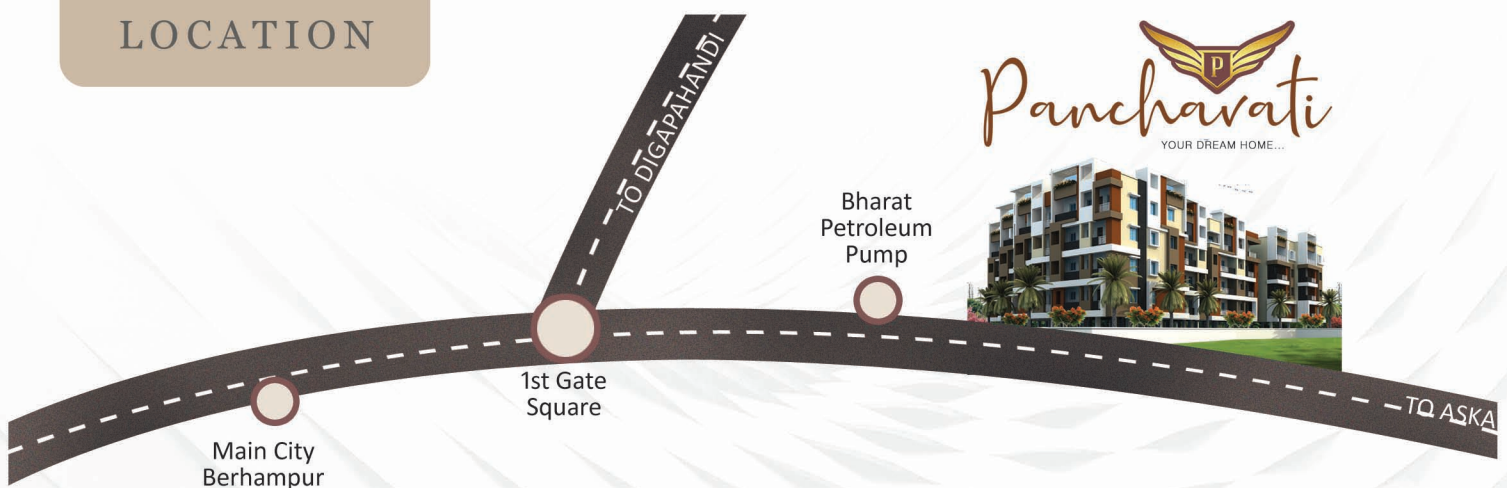 LOCATION
P
Panchavati
YOUR DREAM HOME...
TO DIGAPAHANDI
Bharat
Petroleum
Pump
1st Gate
Square
Main City
Berhampur
TO ASKA